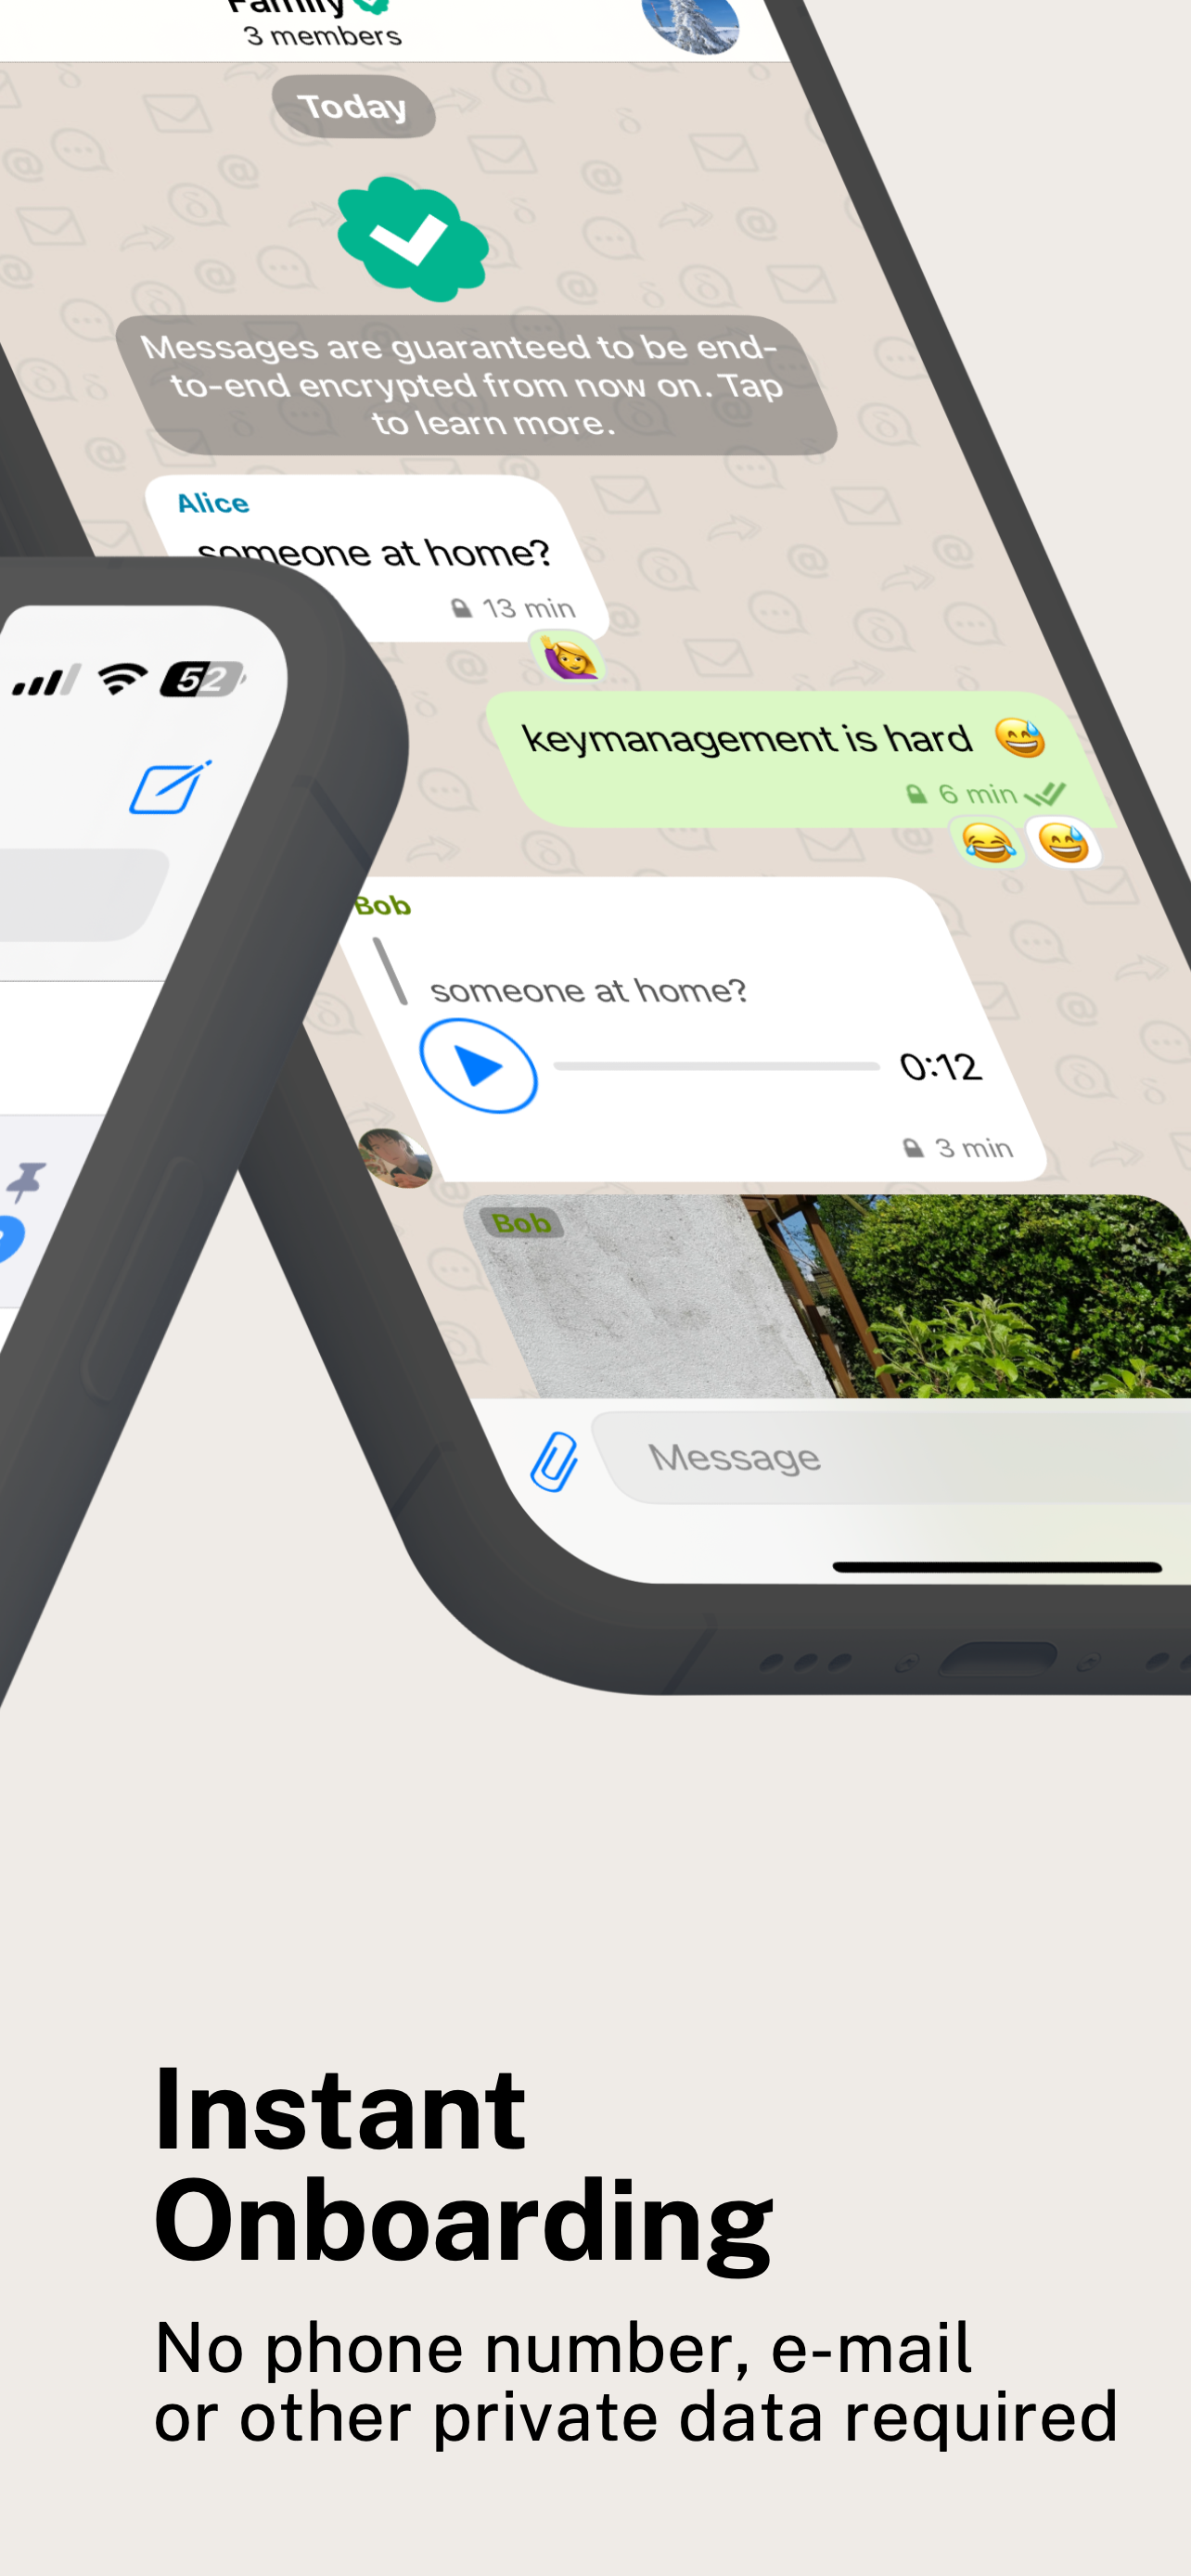 Family
3 members
Today
Messages are guaranteed to be end-
to-end encrypted from now on. Tap
to learn more.
Alice
someone at home?
13 min
🙋‍♀️
52
keymanagement is hard 😅
6 min
😂 😅
Bob
someone at home?
0:12
3 min
Bob
Message
Instant
Onboarding
No phone number, e-mail
or other private data required